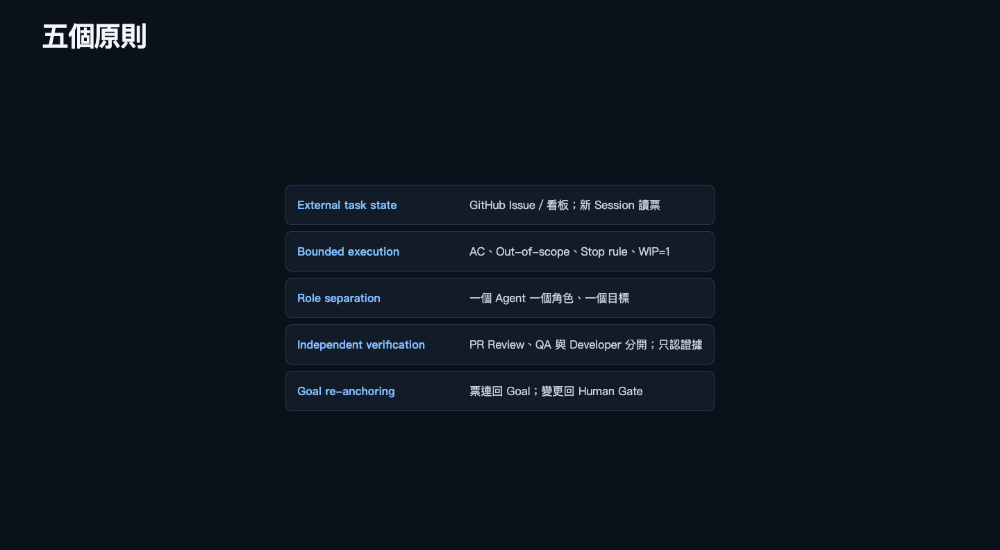 五個原則
External task state
GitHub Issue / 看板；新 Session 讀票
Bounded execution
AC、Out-of-scope、Stop rule、WIP=1
Role separation
一個 Agent 一個角色、一個目標
Independent verification
PR Review、QA 與 Developer 分開；只認證據
Goal re-anchoring
票連回 Goal；變更回 Human Gate